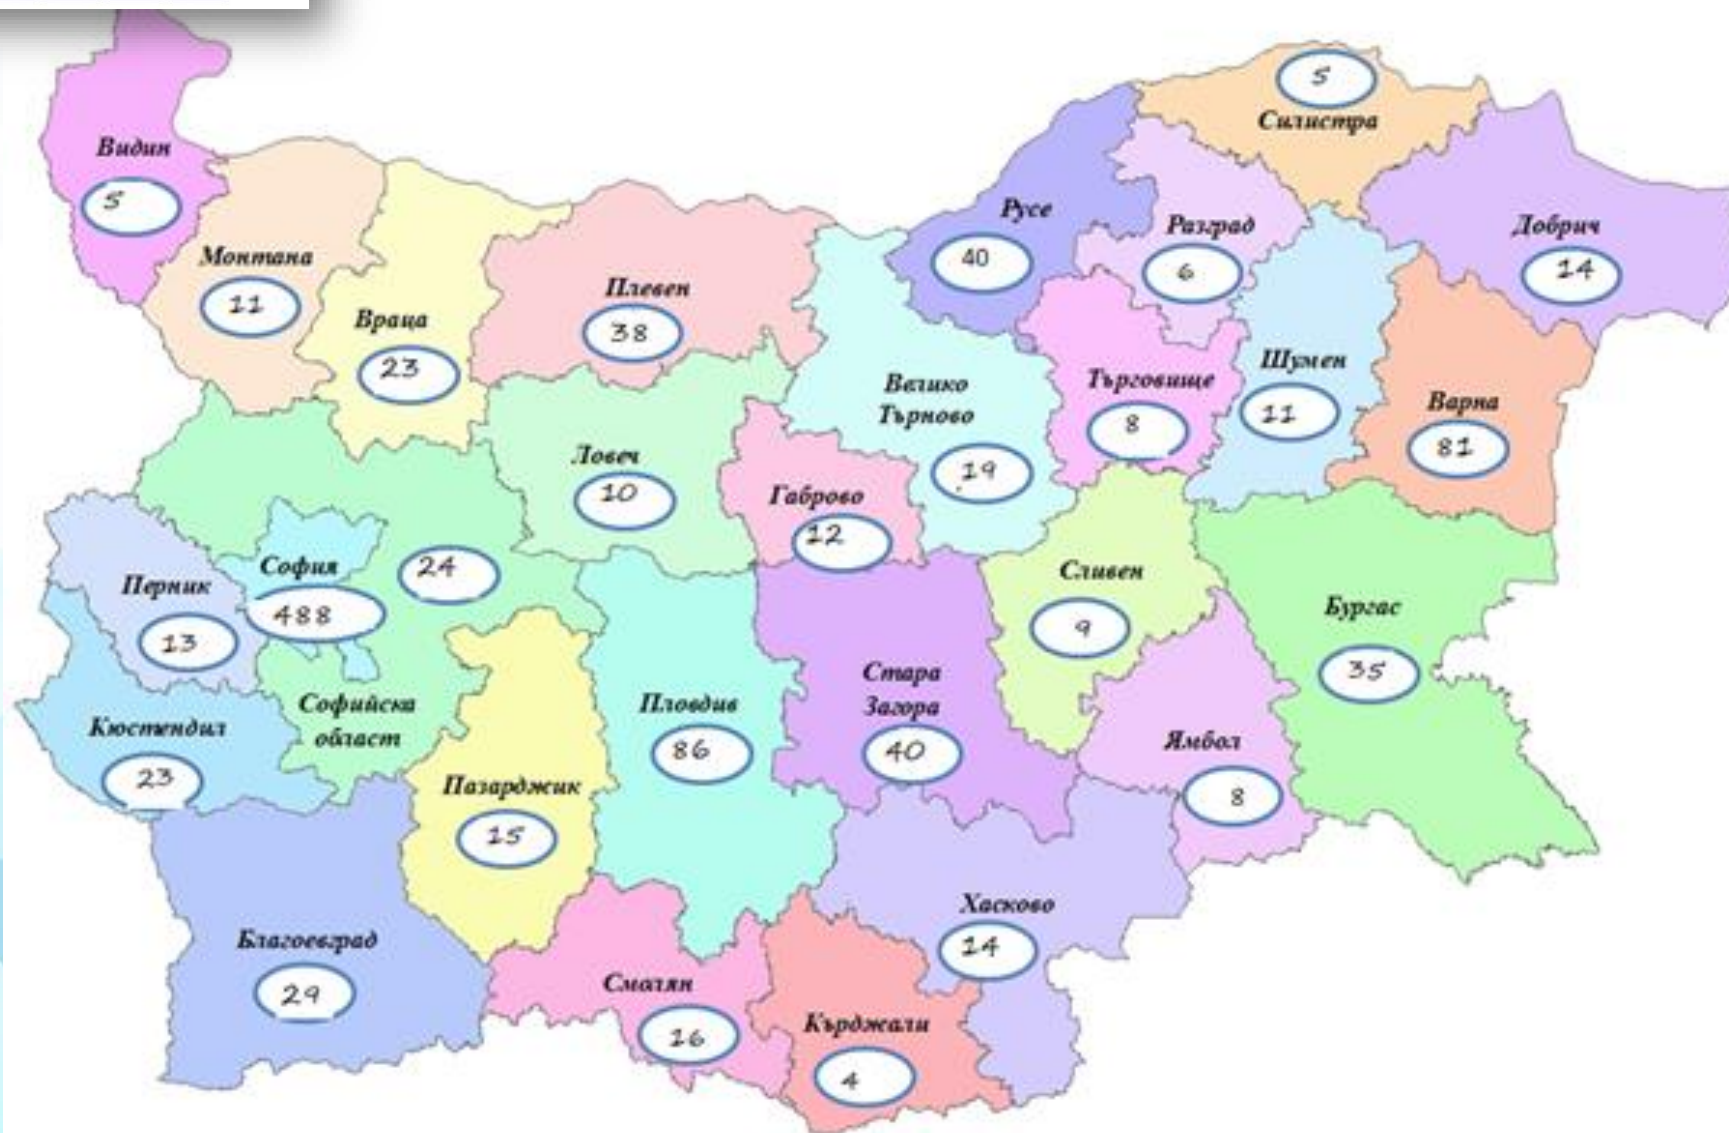 5
Силистра
Видин
5
Русе
40
Разград
6
Добрич
14
Монтана
11
Враца
23
Плевен
38
Велико
Търново
19
Търговище
8
Шумен
11
Варна
81
Ловеч
10
Габрово
12
Перник
13
София
488
24
Софийска
област
Сливен
9
Бургас
35
Кюстендил
23
Пазарджик
15
Пловдив
86
Стара
Загора
40
Ямбол
8
Благоевград
29
Смолян
16
Кърджали
4
Хасково
14